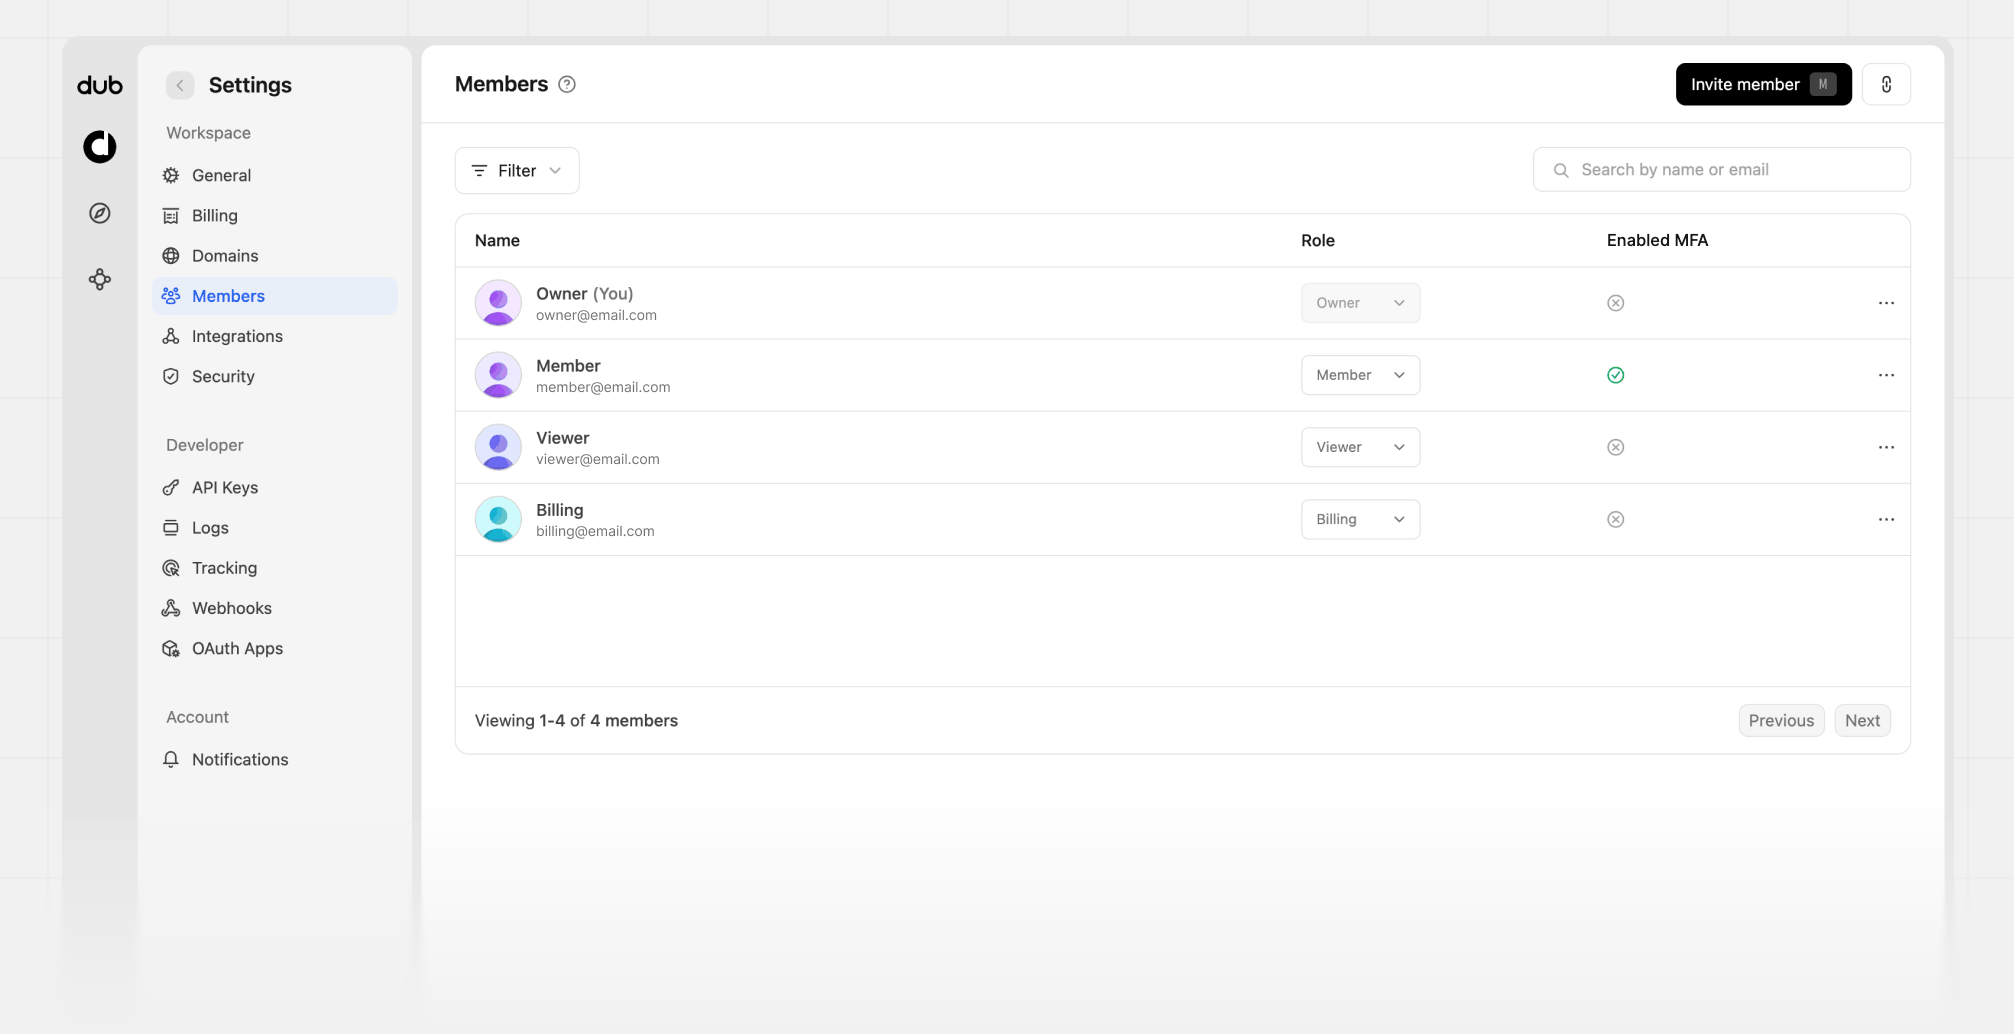 dub
Settings
Workspace
General
Billing
Domains
Members
Integrations
Security
Developer
API Keys
Logs
Tracking
Webhooks
OAuth Apps
Account
Notifications
Members
Invite member M
Filter
Search by name or email
Name Role Enabled MFA
Owner (You)
owner@email.com
Owner
Member
member@email.com
Member
Viewer
viewer@email.com
Viewer
Billing
billing@email.com
Billing
Viewing 1-4 of 4 members
Previous Next